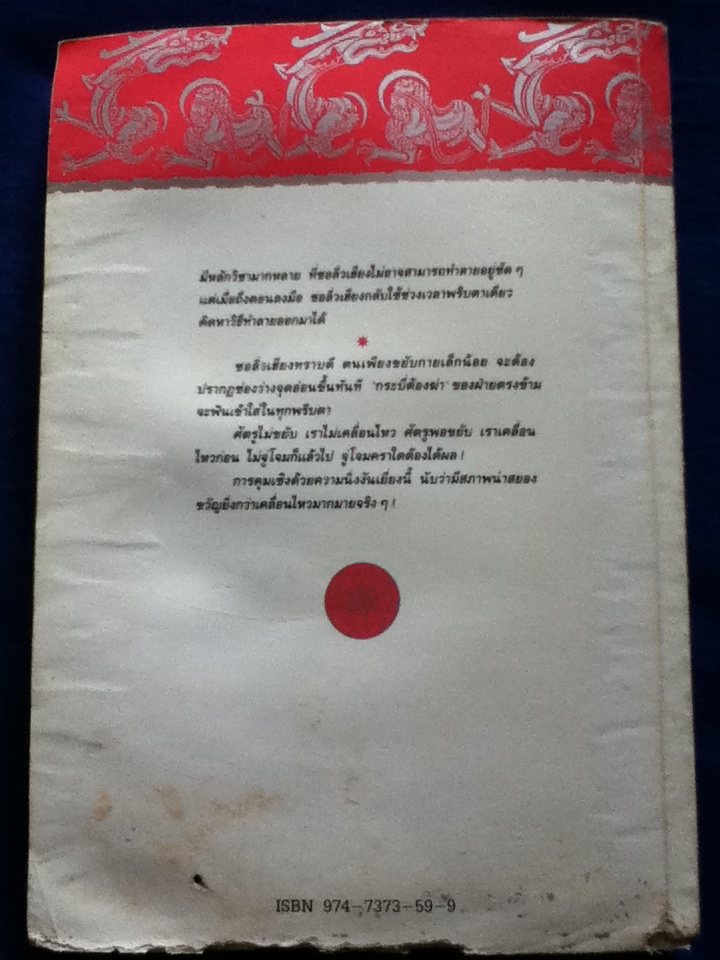 มีหลักวิชามากหลาย ที่ชอลิ่วเฮียงไม่อาจสามารถทำลายอยู่ชัด ๆ
แต่เมื่อถึงตอนลงมือ ชอลิ่วเฮียงกลับใช้ช่วงเวลาพริบตาเดียว
คิดหาวิธีทำลายออกมาได้
ชอลิ่วเฮียงทราบดี ตนเพียงขยับกายเล็กน้อย จะต้อง
ปรากฏช่องว่างจุดอ่อนขึ้นทันที 'กระบี่ต้องฆ่า' ของฝ่ายตรงข้าม
จะฟันเข้าใส่ในทุกพริบตา
ศัตรูไม่ขยับ เราไม่เคลื่อนไหว ศัตรูพอขยับ เราเคลื่อน
ไหวก่อน ไม่จู่โจมก็แล้วไป จู่โจมคราใดต้องได้ผล !
การคุมเชิงด้วยความนิ่งงันเยี่ยงนี้ นับว่ามีสภาพน่าสยอง
ขวัญยิ่งกว่าเคลื่อนไหวมากมายจริง ๆ !
ISBN 974-7373-59-9